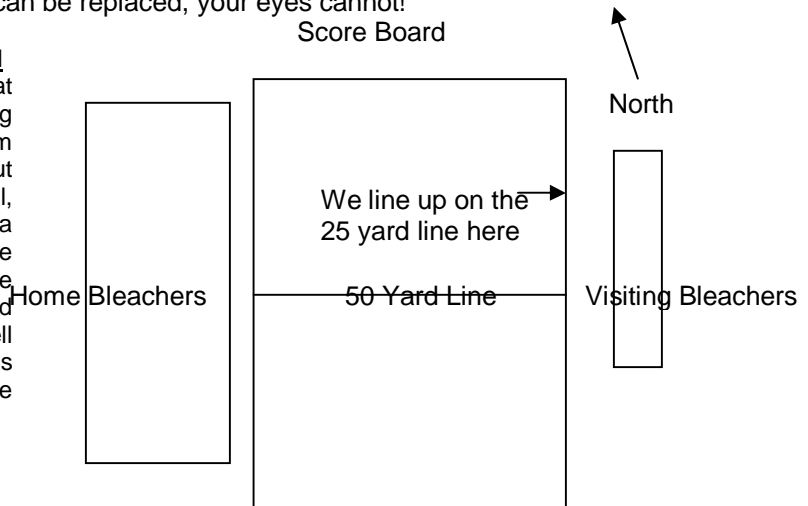 can be replaced, your eyes cannot!
Score Board
North
We line up on the
25 yard line here
Home Bleachers
50 Yard Line
Visiting Bleachers